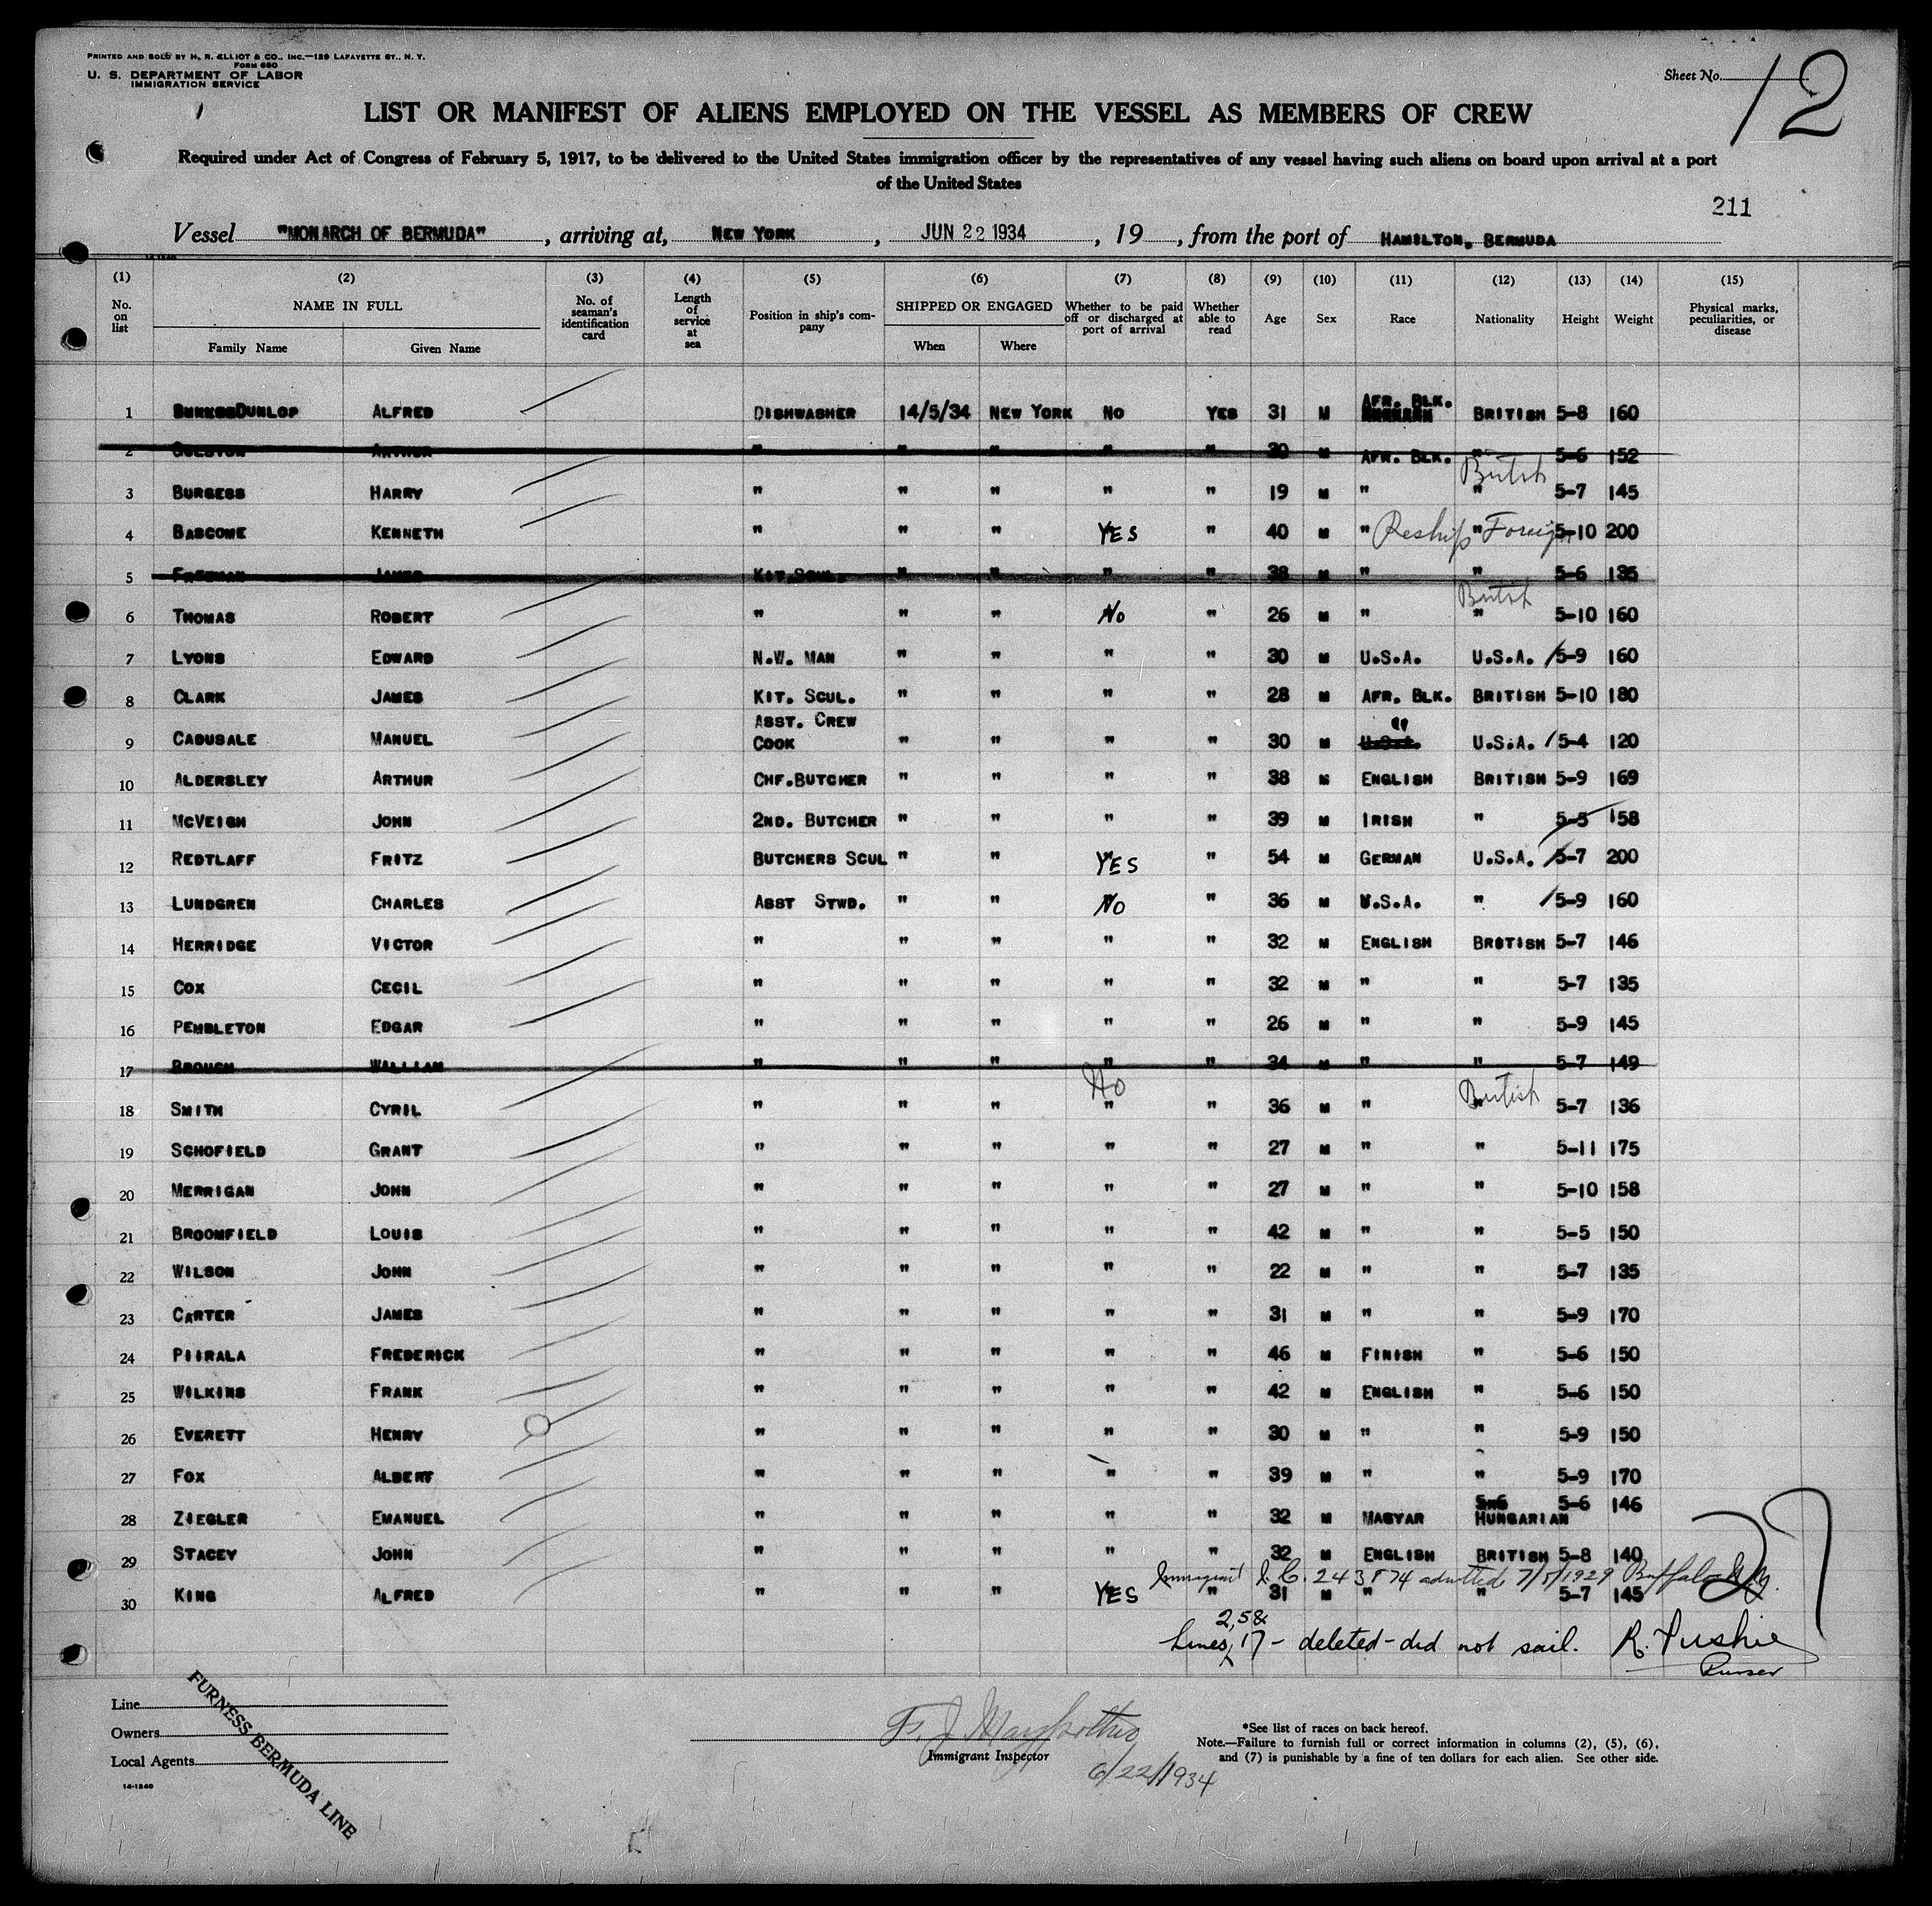 PRINTED AND SOLD BY H. R. ELLIOT & CO., INC.—129 LAFAYETTE ST., N. Y.
FORM 680
U. S. DEPARTMENT OF LABOR
IMMIGRATION SERVICE
Sheet No. 12
LIST OR MANIFEST OF ALIENS EMPLOYED ON THE VESSEL AS MEMBERS OF CREW
Required under Act of Congress of February 5, 1917, to be delivered to the United States immigration officer by the representatives of any vessel having such aliens on board upon arrival at a port
of the United States
211
Vessel "MONARCH OF BERMUDA", arriving at, NEW YORK, JUN 22 1934, 19, from the port of HAMILTON, BERMUDA
(1) (2) (3) (4) (5) (6) (7) (8) (9) (10) (11) (12) (13) (14) (15)
No. on list NAME IN FULL Family Name Given Name No. of seaman's identification card Length of service at sea Position in ship's company SHIPPED OR ENGAGED When Where Whether to be paid off or discharged at port of arrival Whether able to read Age Sex Race Nationality Height Weight Physical marks, peculiarities, or disease
1 DUNLOP ALFRED DISHWASHER 14/5/34 NEW YORK NO YES 31 M AFR. BLK. BRITISH 5-8 160
2 ARTHUR " " " " " 30 M AFR. BLK. " 5-6 152
British
3 BURGESS HARRY " " " " " 19 M " " 5-7 145
4 BASCOME KENNETH " " " YES " 40 M " Reships " Foreign 5-10 200
5 FREEMAN JAMES KIT. SCUL. " " " " 38 M " " 5-6 135
British
6 THOMAS ROBERT " " " No " 26 M " " 5-10 160
7 LYONS EDWARD N.W. MAN " " " " 30 M U.S.A. U.S.A. 5-9 160
8 CLARK JAMES KIT. SCUL. " " " " 28 M AFR. BLK. BRITISH 5-10 180
9 CABUSALE MANUEL ASST. CREW COOK " " " " 30 M " U.S.A. U.S.A. 5-4 120
10 ALDERSLEY ARTHUR CHF.BUTCHER " " " " 38 M ENGLISH BRITISH 5-9 169
11 MCVEIGH JOHN 2ND. BUTCHER " " " " 39 M IRISH " 5-5 158
12 REDTLAFF FRITZ BUTCHERS SCUL " " YES " 54 M GERMAN U.S.A. 5-7 200
13 LUNDGREN CHARLES ASST STWD. " " No " 36 M U.S.A. " 5-9 160
14 HERRIDGE VICTOR " " " " " 32 M ENGLISH BRITISH 5-7 146
15 COX CECIL " " " " " 32 M " " 5-7 135
16 PEMBLETON EDGAR " " " " " 26 M " " 5-9 145
17 BROUGH WILLIAM " " " " " 34 M " " 5-7 149
No British
18 SMITH CYRIL " " " " " 36 M " " 5-7 136
19 SCHOFIELD GRANT " " " " " 27 M " " 5-11 175
20 MERRIGAN JOHN " " " " " 27 M " " 5-10 158
21 BROOMFIELD LOUIS " " " " " 42 M " " 5-5 150
22 WILSON JOHN " " " " " 22 M " " 5-7 135
23 CARTER JAMES " " " " " 31 M " " 5-9 170
24 PIIRALA FREDERICK " " " " " 46 M FINISH " 5-6 150
25 WILKINS FRANK " " " " " 42 M ENGLISH " 5-6 150
26 EVERETT HENRY " " " " " 30 M " " 5-9 150
27 FOX ALBERT " " " " " 39 M " " 5-9 170
28 ZIEGLER EMANUEL " " " " " 32 M MAGYAR HUNGARIAN 5-6 146
29 STACEY JOHN " " " " " 32 M ENGLISH BRITISH 5-8 140
Immigrant I. C. 243874 admitted 7/5/1929 Buffalo N.Y.
30 KING ALFRED " " " YES " 31 M " " 5-7 145
27
Lines 2, 5 & 17 - deleted - did not sail. R. Tushie
Purser
Line
Owners
Local Agents
14-1240
FURNESS BERMUDA LINE
Immigrant Inspector
6/22/1934
*See list of races on back hereof.
Note.—Failure to furnish full or correct information in columns (2), (5), (6),
and (7) is punishable by a fine of ten dollars for each alien. See other side.